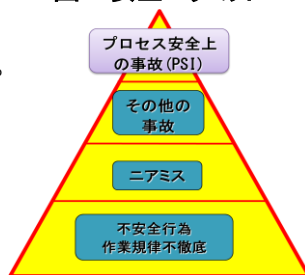 プロセス安全上
の事故(PSI)
その他の
事故
ニアミス
不安全行為
作業規律不徹底